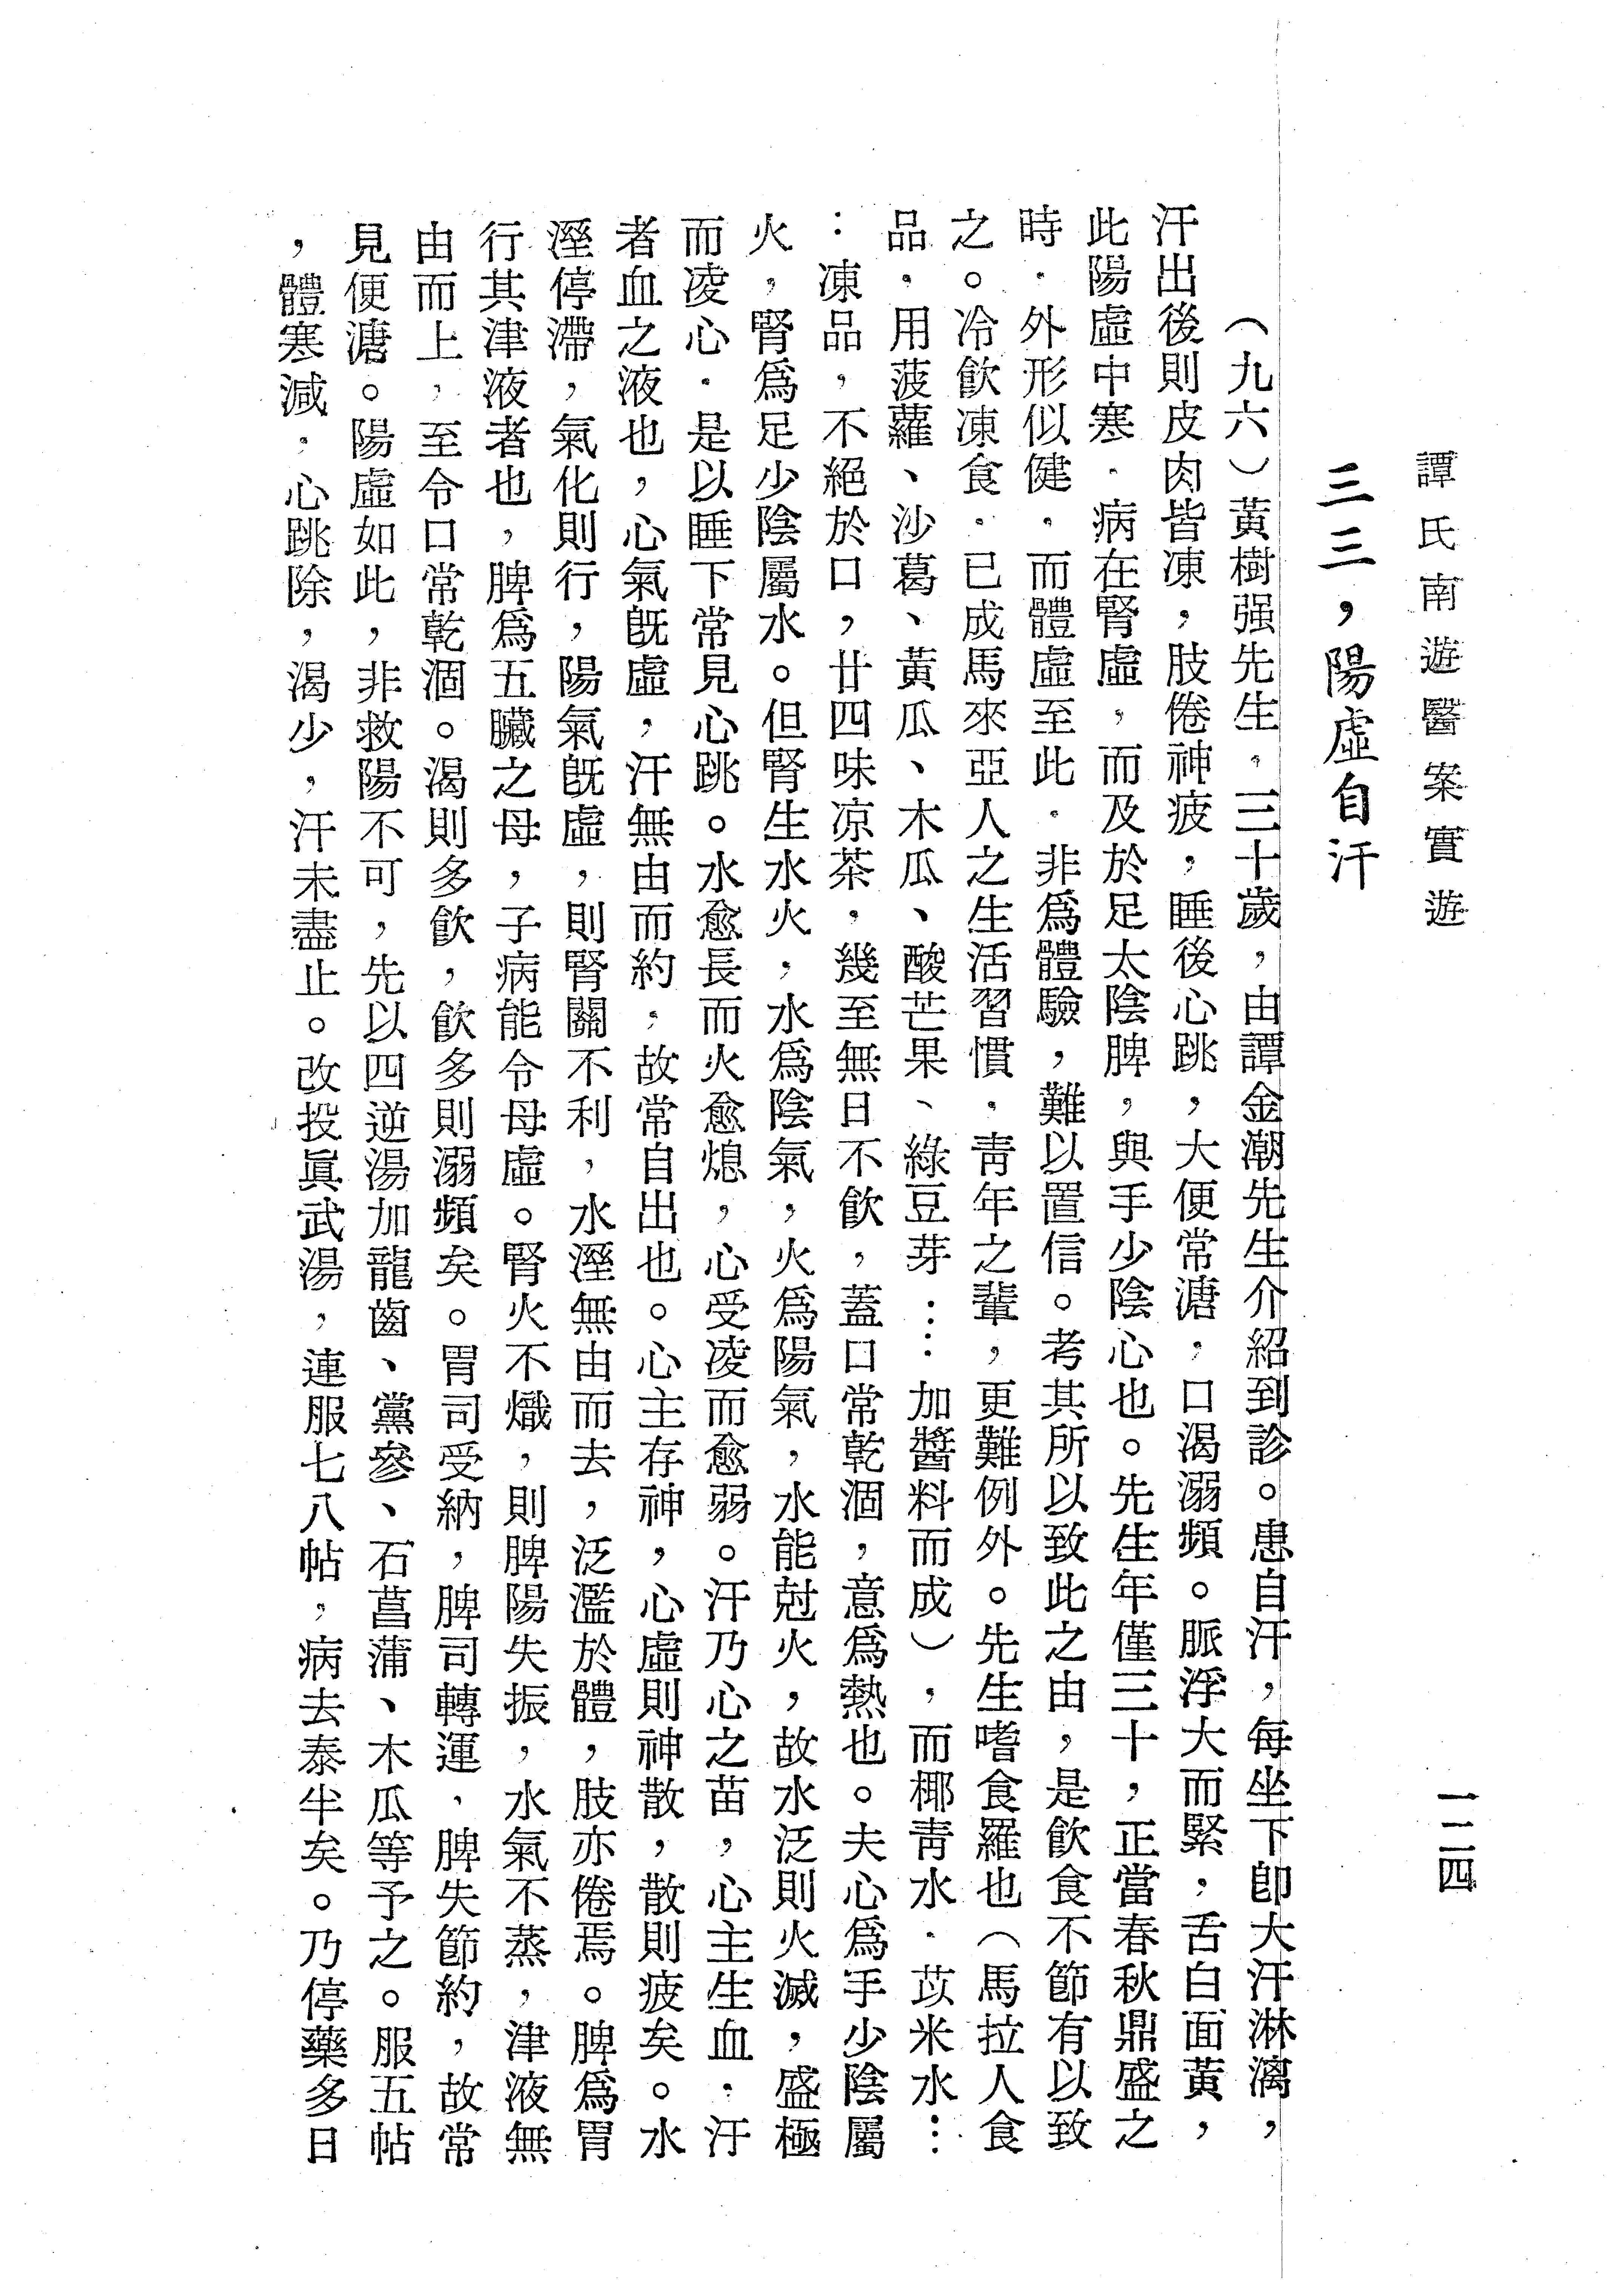 譚氏南遊醫案實遊
一二四
三三，陽虛自汗
（九六）黃樹强先生．三十歲，由譚金潮先生介紹到診。患自汗，每坐下卽大汗淋漓，
汗出後則皮肉皆凍，肢倦神疲，睡後心跳，大便常溏，口渴溺頻。脈浮大而緊，舌白面黃，
此陽虛中寒．病在腎虛，而及於足太陰脾，與手少陰心也。先生年僅三十，正當春秋鼎盛之
時．外形似健．而體虛至此．非爲體驗，難以置信。考其所以致此之由，是飲食不節有以致
之。冷飲凍食．已成馬來亞人之生活習慣．靑年之輩，更難例外。先生嗜食羅也（馬拉人食
品．用菠蘿、沙葛、黃瓜、木瓜、酸芒果、綠豆芽…加醬料而成），而椰靑水．苡米水…
：凍品，不絕於口，廿四味凉茶，幾至無日不飲，蓋口常乾涸，意爲熱也。夫心爲手少陰屬
火，腎爲足少陰屬水。但腎生水火，水爲陰氣，火爲陽氣，水能尅火，故水泛則火滅，盛極
而凌心．是以睡下常見心跳。水愈長而火愈熄，心受凌而愈弱。汗乃心之苗，心主生血．汗
者血之液也，心氣旣虛，汗無由而約，故常自出也。心主存神，心虛則神散，散則疲矣。水
溼停滯，氣化則行，陽氣旣虛，則腎關不利，水溼無由而去，泛濫於體，肢亦倦焉。脾爲胃
行其津液者也，脾爲五臟之母，子病能令母虛。腎火不熾，則脾陽失振，水氣不蒸，津液無
由而上，至令口常乾涸。渴則多飲，飲多則溺頻矣。胃司受納，脾司轉運．脾失節約，故常
見便溏。陽虛如此，非救陽不可，先以四逆湯加龍齒、黨參、石菖蒲、木瓜等予之。服五帖
，體寒減．心跳除，渴少，汗未盡止。改投眞武湯，連服七八帖，病去泰半矣。乃停藥多日